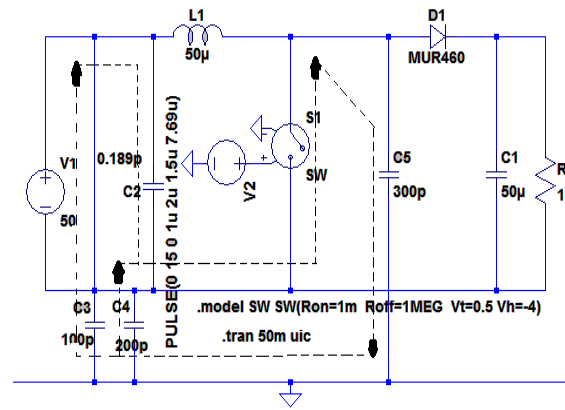 L1
50µ
D1
MUR460
V1
50
0.189p
C2
PULSE(0 15 0 1u 2u 1.5u 7.69u)
V2
S1
SW
C5
300p
C1
50µ
R
1
C3
100p
C4
200p
.model SW SW(Ron=1m Roff=1MEG Vt=0.5 Vh=-4)
.tran 50m uic